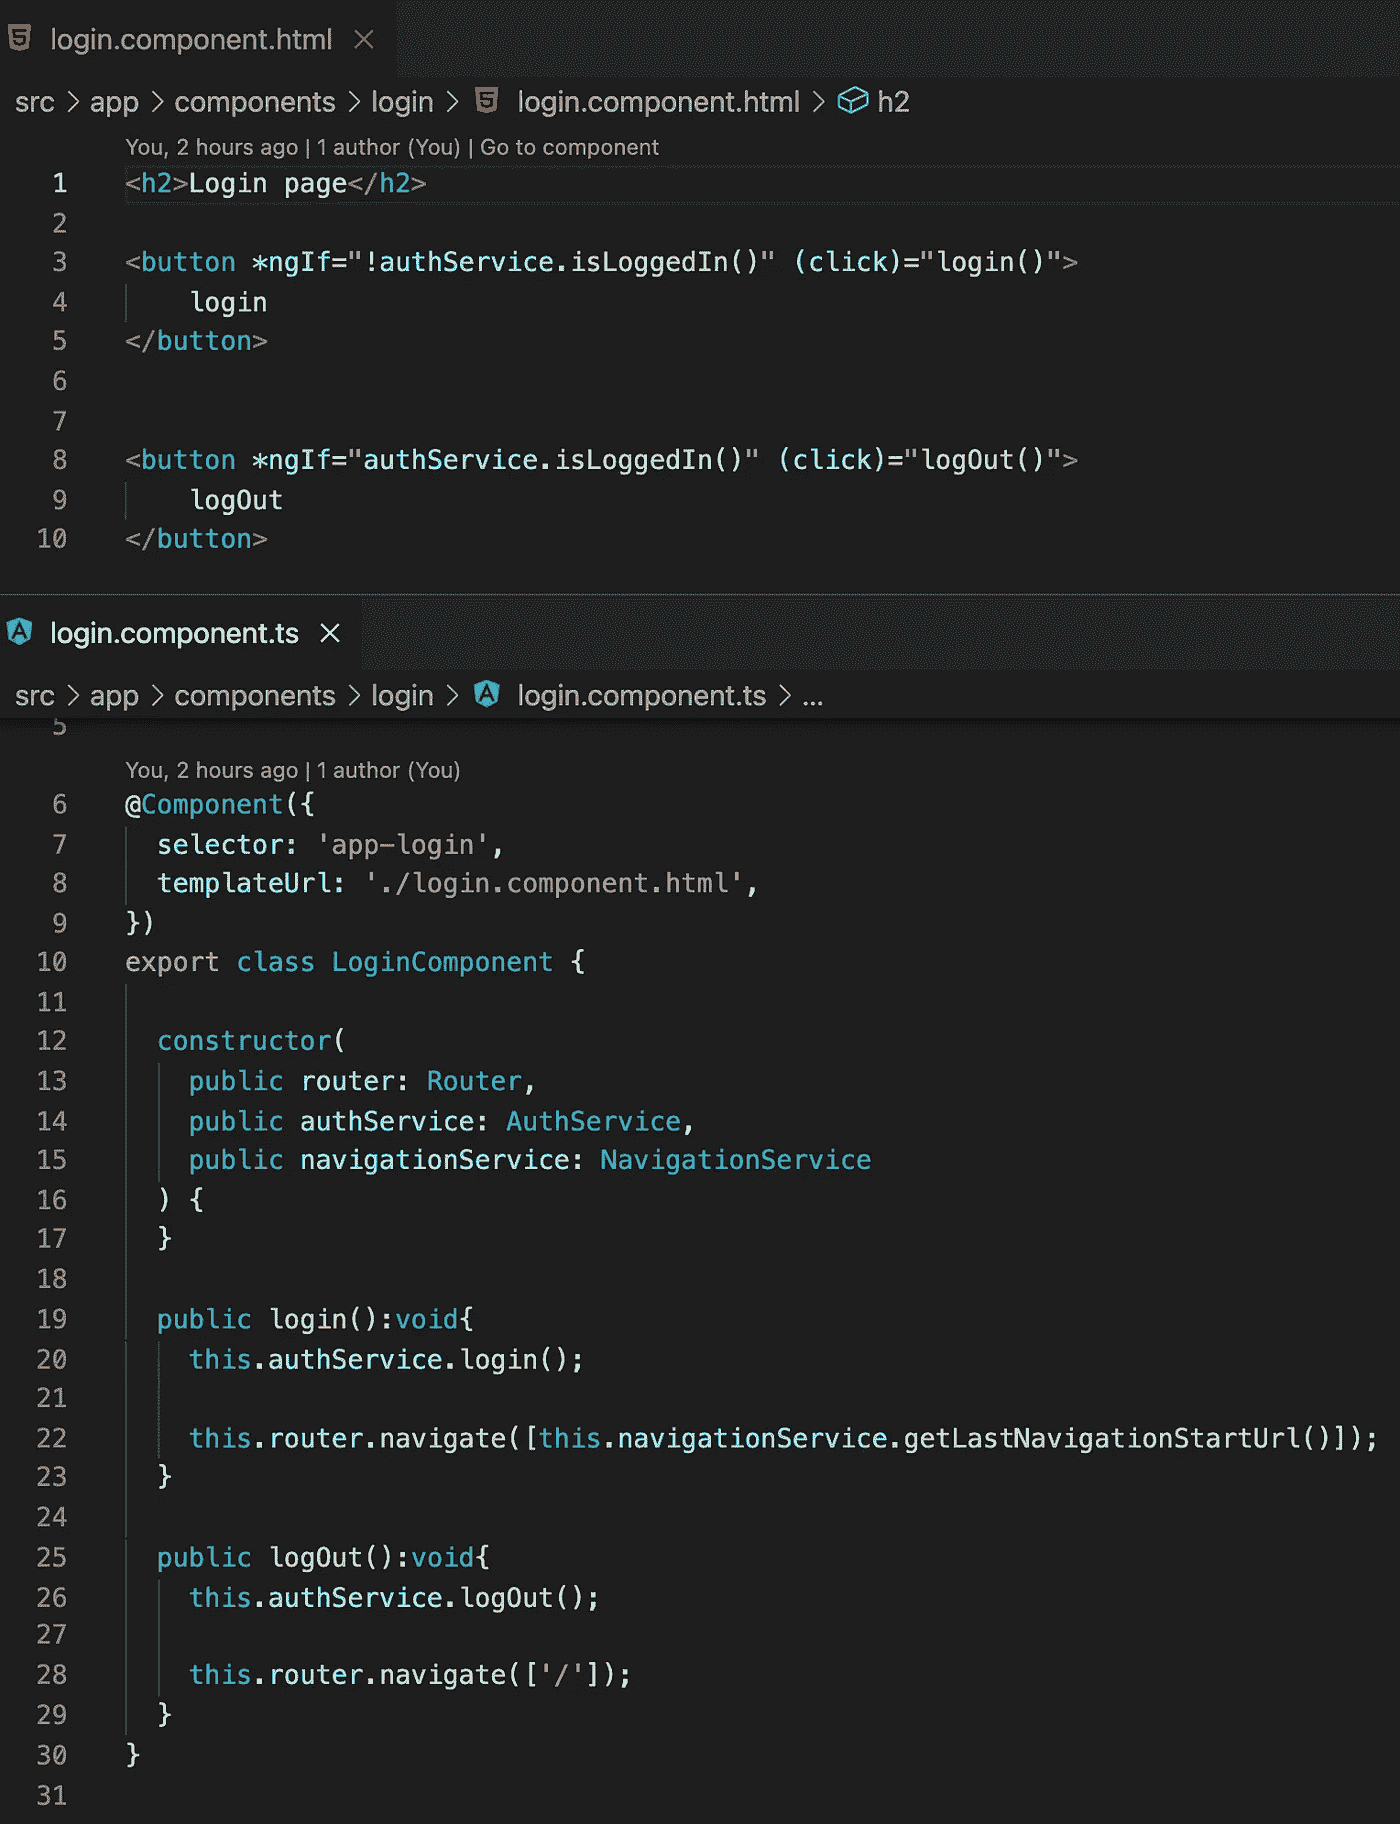 login.component.html
src > app > components > login > login.component.html > h2
You, 2 hours ago | 1 author (You) | Go to component
1 <h2>Login page</h2>
2
3 <button *ngIf="!authService.isLoggedIn()" (click)="login()">
4 login
5 </button>
6
7
8 <button *ngIf="authService.isLoggedIn()" (click)="logOut()">
9 logOut
10 </button>
login.component.ts
src > app > components > login > login.component.ts > ...
5
You, 2 hours ago | 1 author (You)
6 @Component({
7 selector: 'app-login',
8 templateUrl: './login.component.html',
9 })
10 export class LoginComponent {
11
12 constructor(
13 public router: Router,
14 public authService: AuthService,
15 public navigationService: NavigationService
16 ) {
17 }
18
19 public login():void{
20 this.authService.login();
21
22 this.router.navigate([this.navigationService.getLastNavigationStartUrl()]);
23 }
24
25 public logOut():void{
26 this.authService.logOut();
27
28 this.router.navigate(['/']);
29 }
30 }
31